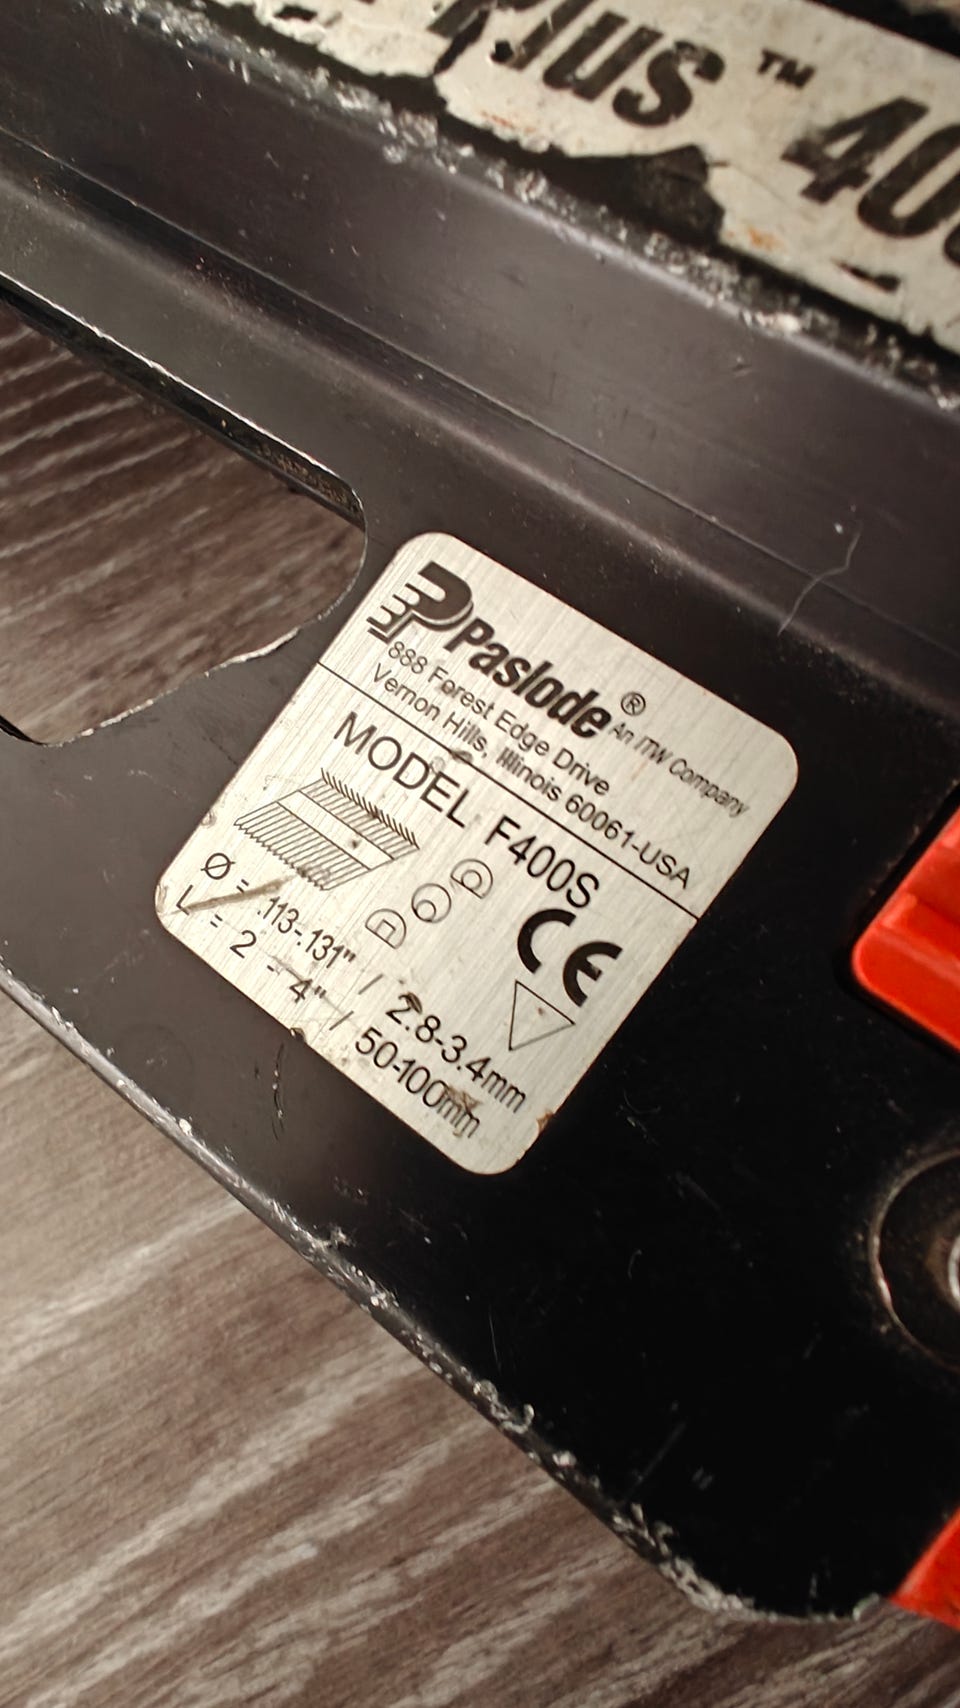 Plus™ 400
Paslode® An ITW Company
888 Forest Edge Drive
Vernon Hills, Illinois 60061-USA
MODEL F400S
CE
Ø = .113-.131" / 2.8-3.4mm
L = 2 - 4" / 50-100mm